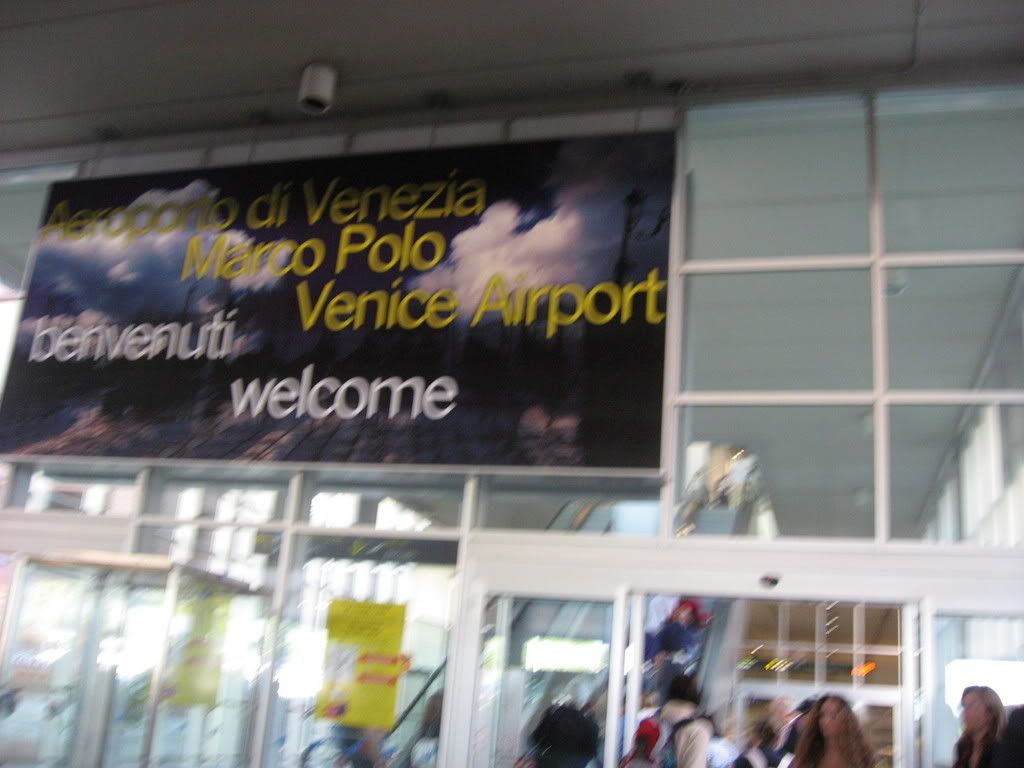 Aeroporto di Venezia
Marco Polo
Venice Airport
benvenuti
welcome